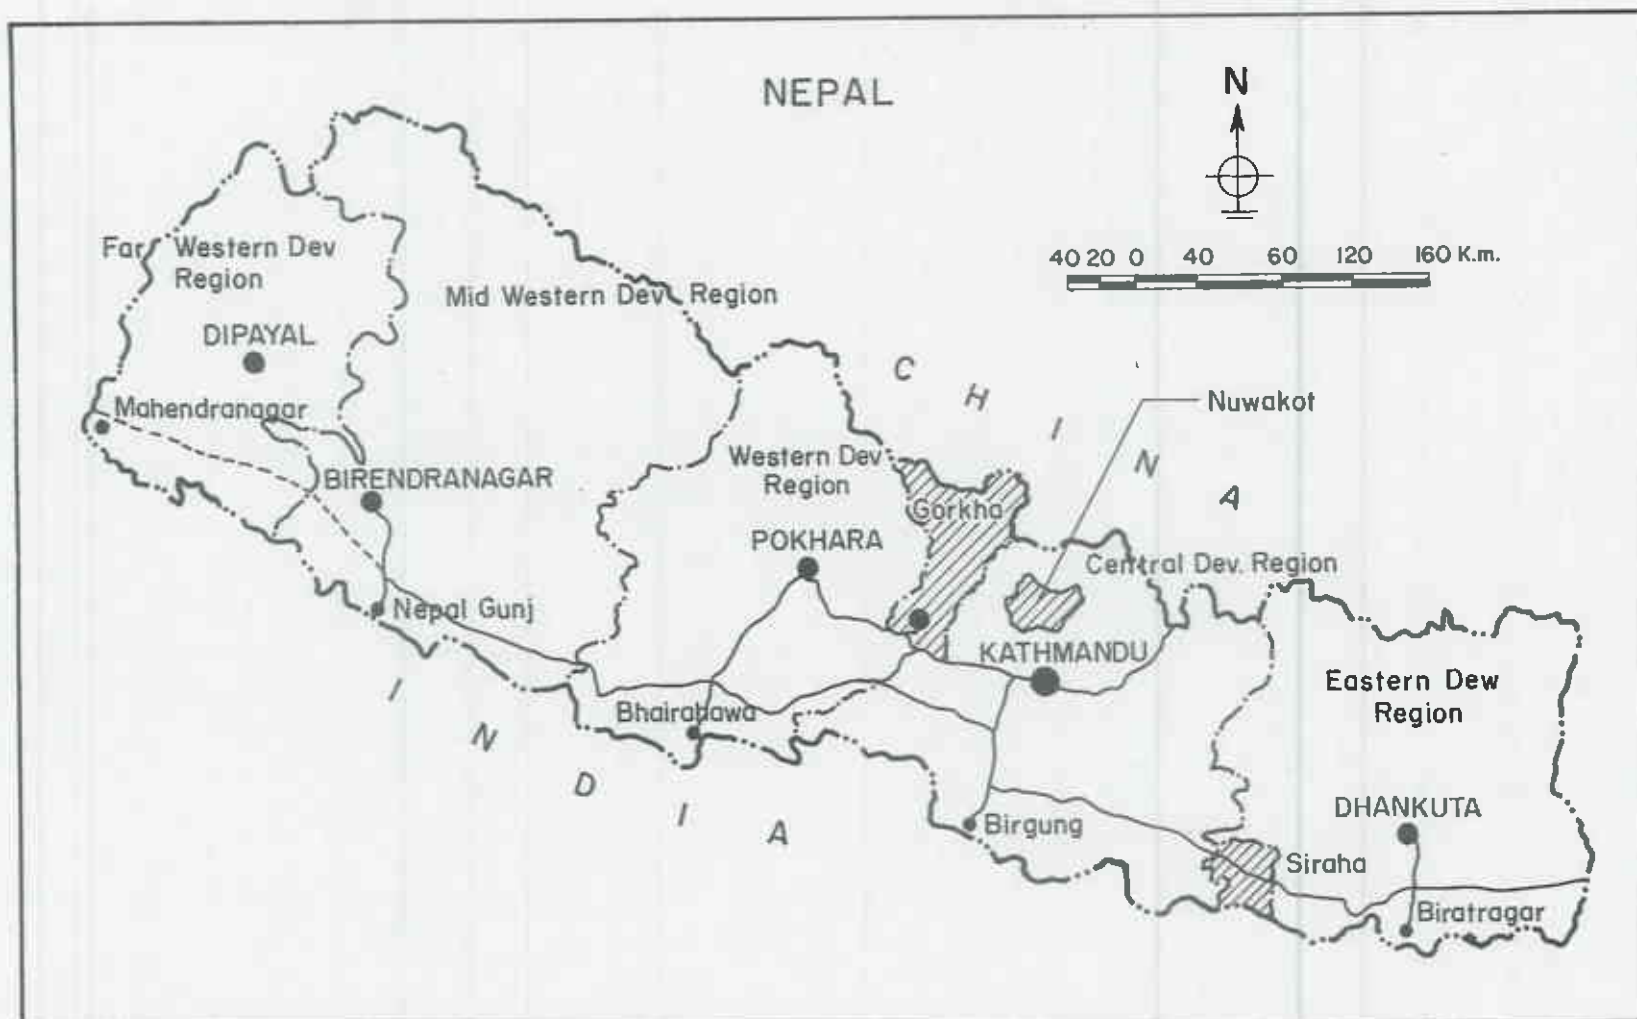 NEPAL
N
40 20 0 40 60 120 160 K.m.
Far Western Dev
Region
Mid Western Dev. Region
DIPAYAL
CHINA
Mahendranagar
Nuwakot
Western Dev
Region
BIRENDRANAGAR
Gorkha
POKHARA
Central Dev. Region
Nepal Gunj
KATHMANDU
Eastern Dew
Region
INDIA
Bhairahawa
DHANKUTA
Birgung
Siraha
Biratragar